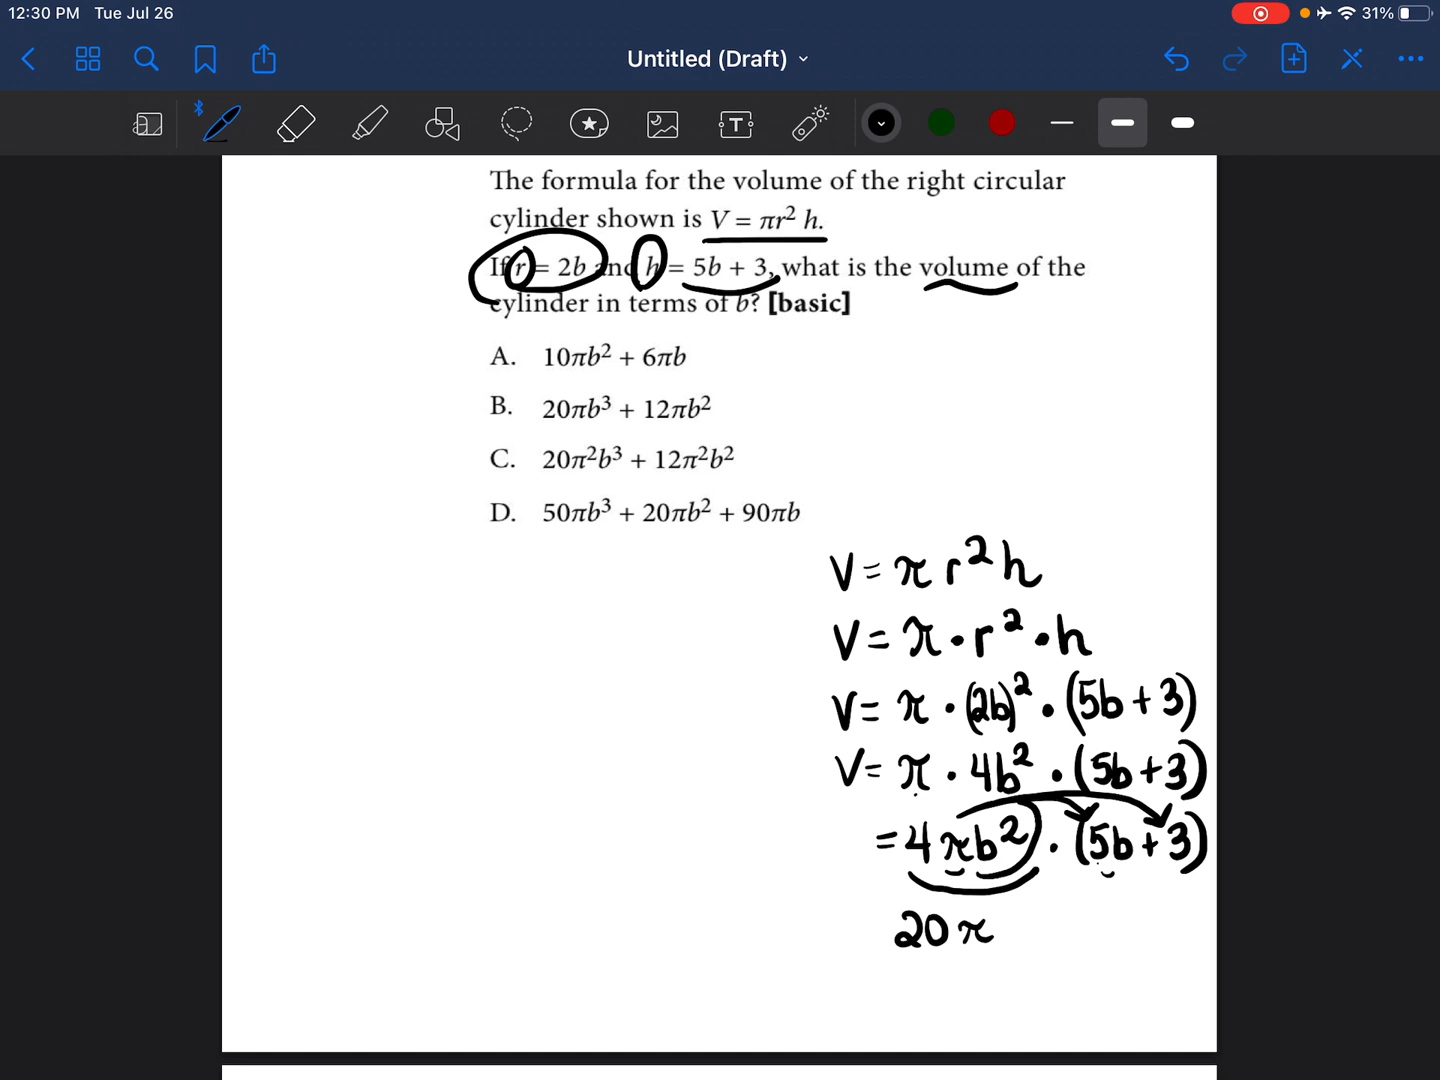 12:30 PM Tue Jul 26
31%
Untitled (Draft)
T
The formula for the volume of the right circular
cylinder shown is V = πr² h.
If r = 2b and h = 5b + 3, what is the volume of the
cylinder in terms of b? [basic]
A. 10πb² + 6πb
B. 20πb³ + 12πb²
C. 20π²b³ + 12π²b²
D. 50πb³ + 20πb² + 90πb
V = π r² h
V = π • r² • h
V = π • (2b)² • (5b + 3)
V = π • 4b² • (5b + 3)
= 4πb² • (5b + 3)
20π